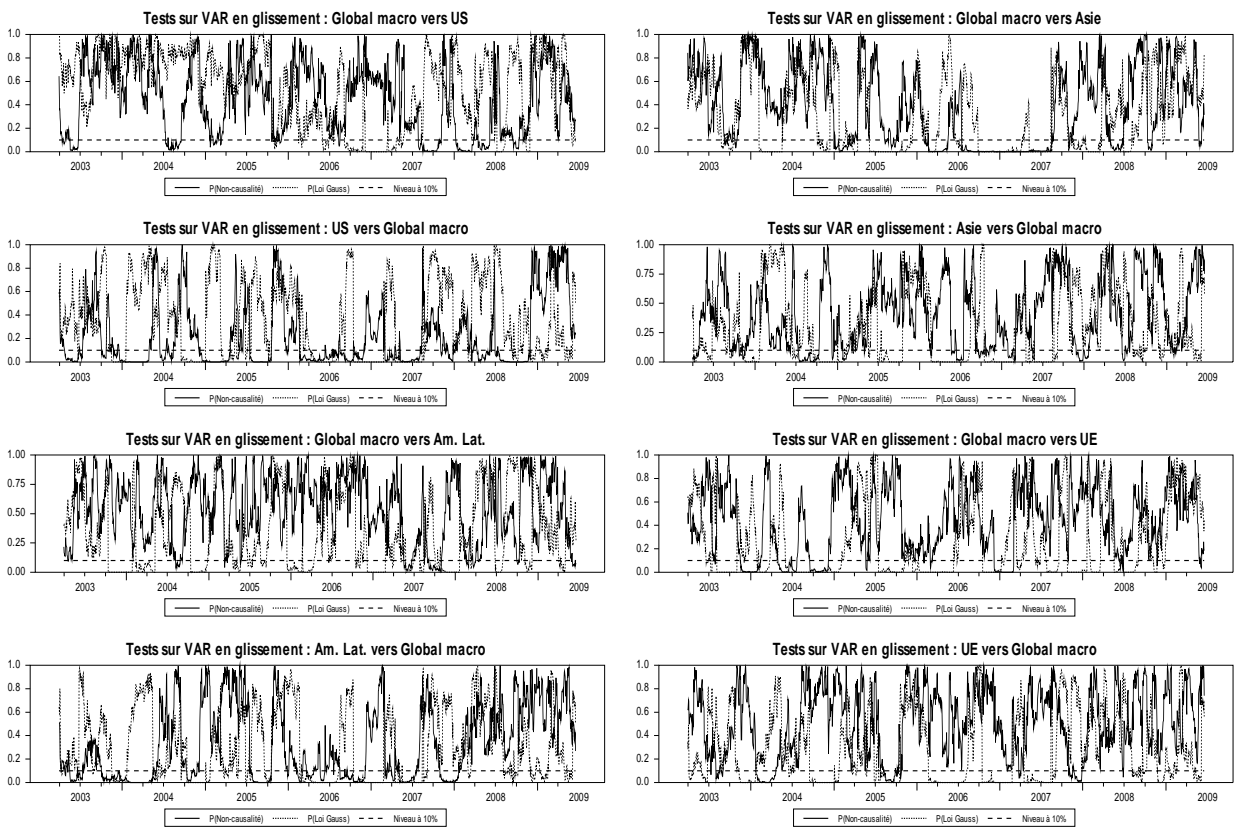 Tests sur VAR en glissement : Global macro vers US
1.0
0.8
0.6
0.4
0.2
0.0
2003 2004 2005 2006 2007 2008 2009
P(Non-causalité) P(Loi Gauss) Niveau à 10%
Tests sur VAR en glissement : Global macro vers Asie
1.0
0.8
0.6
0.4
0.2
0.0
2003 2004 2005 2006 2007 2008 2009
P(Non-causalité) P(Loi Gauss) Niveau à 10%
Tests sur VAR en glissement : US vers Global macro
1.0
0.8
0.6
0.4
0.2
0.0
2003 2004 2005 2006 2007 2008 2009
P(Non-causalité) P(Loi Gauss) Niveau à 10%
Tests sur VAR en glissement : Asie vers Global macro
1.00
0.75
0.50
0.25
0.00
2003 2004 2005 2006 2007 2008 2009
P(Non-causalité) P(Loi Gauss) Niveau à 10%
Tests sur VAR en glissement : Global macro vers Am. Lat.
1.00
0.75
0.50
0.25
0.00
2003 2004 2005 2006 2007 2008 2009
P(Non-causalité) P(Loi Gauss) Niveau à 10%
Tests sur VAR en glissement : Global macro vers UE
1.0
0.8
0.6
0.4
0.2
0.0
2003 2004 2005 2006 2007 2008 2009
P(Non-causalité) P(Loi Gauss) Niveau à 10%
Tests sur VAR en glissement : Am. Lat. vers Global macro
1.0
0.8
0.6
0.4
0.2
0.0
2003 2004 2005 2006 2007 2008 2009
P(Non-causalité) P(Loi Gauss) Niveau à 10%
Tests sur VAR en glissement : UE vers Global macro
1.0
0.8
0.6
0.4
0.2
0.0
2003 2004 2005 2006 2007 2008 2009
P(Non-causalité) P(Loi Gauss) Niveau à 10%